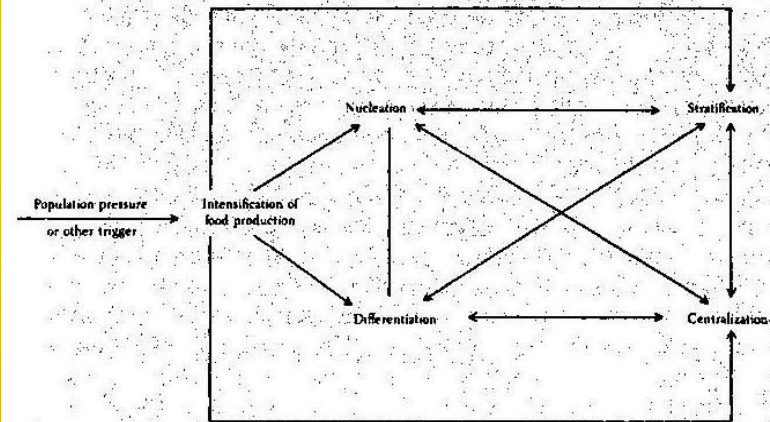 Nucleation
Stratification
Population pressure
or other trigger
Intensification of
food production
Differentiation
Centralization